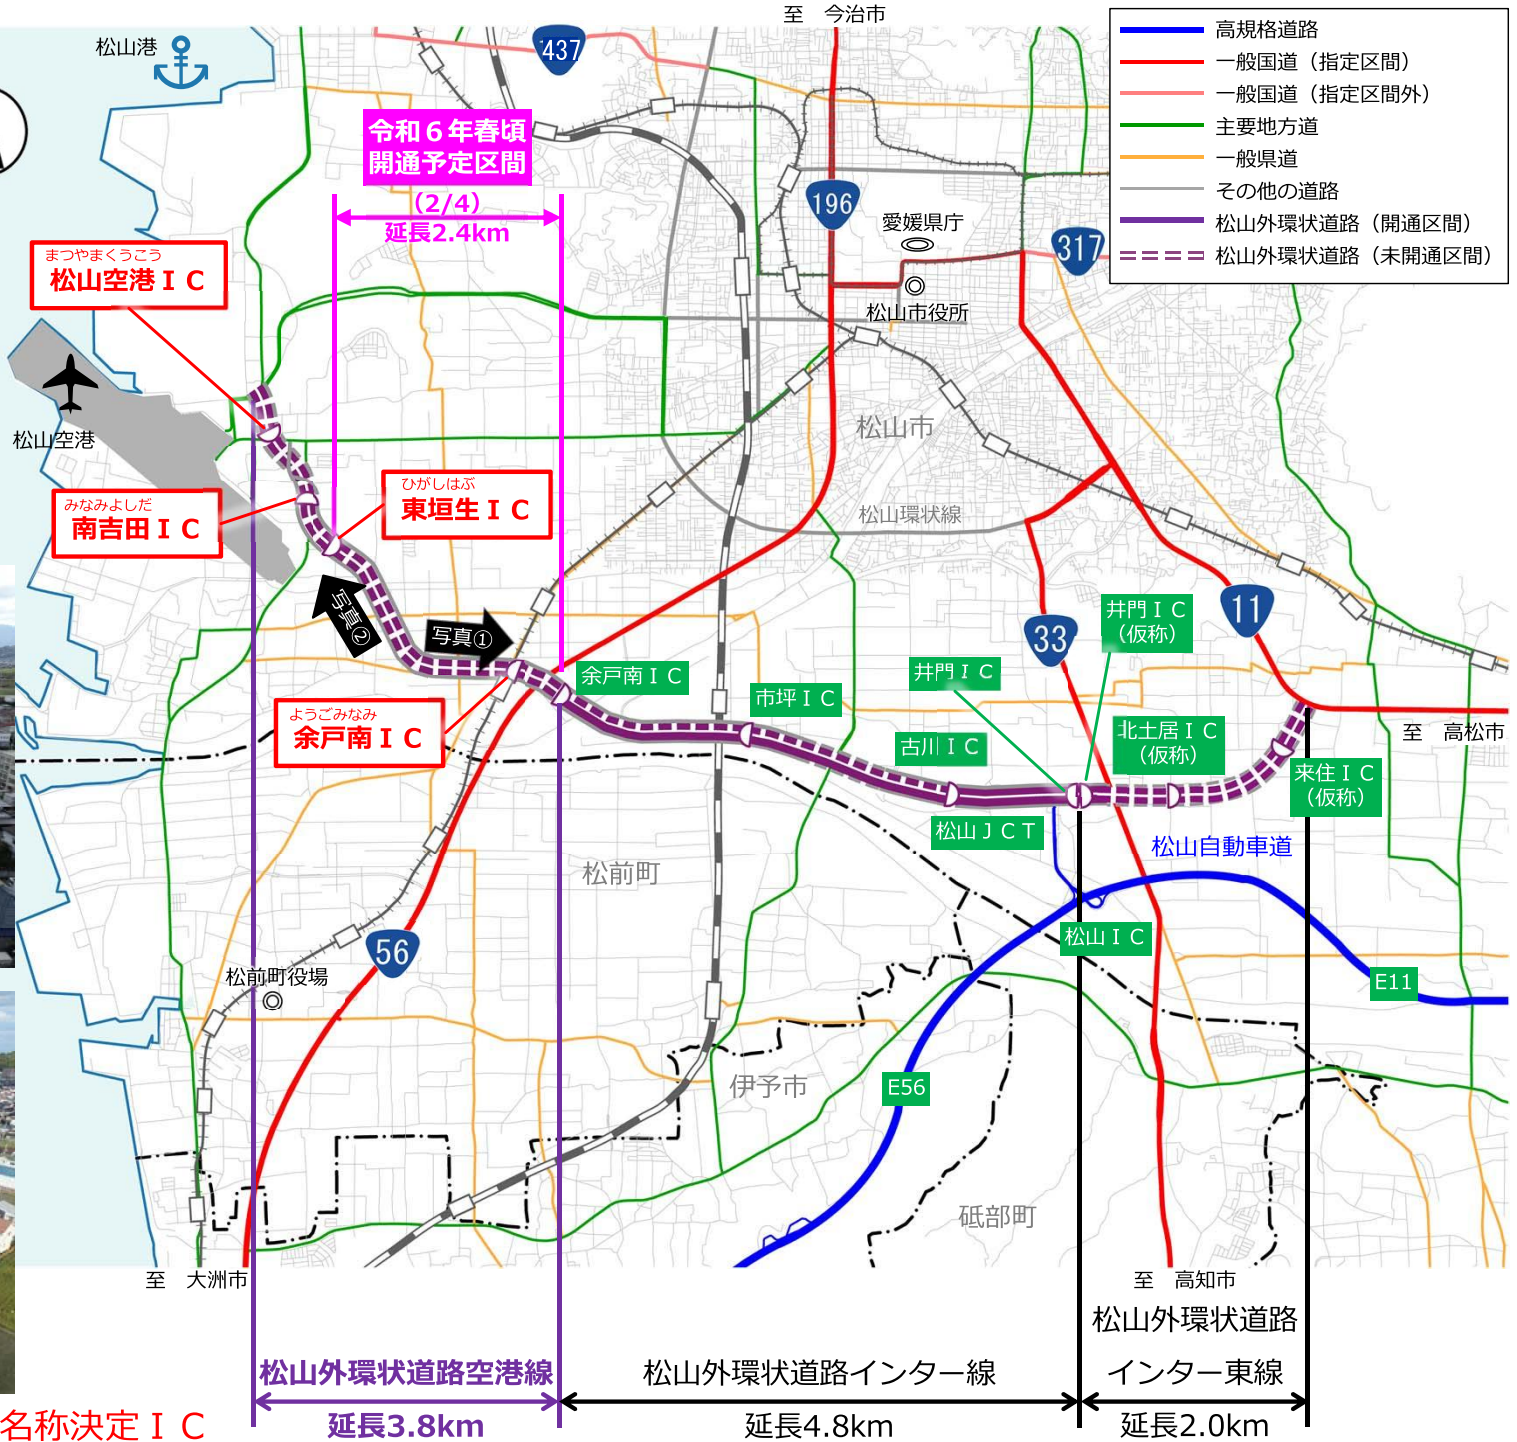 至　今治市
松山港
437
高規格道路
一般国道（指定区間）
一般国道（指定区間外）
主要地方道
一般県道
その他の道路
松山外環状道路（開通区間）
松山外環状道路（未開通区間）
令和６年春頃
開通予定区間
（2/4）
延長2.4km
196
愛媛県庁
317
まつやまくうこう
松山空港ＩＣ
松山市役所
松山空港
松山市
みなみよしだ
南吉田ＩＣ
ひがしはぶ
東垣生ＩＣ
松山環状線
写真②
写真①
33
11
井門ＩＣ
（仮称）
余戸南ＩＣ
井門ＩＣ
市坪ＩＣ
ようごみなみ
余戸南ＩＣ
古川ＩＣ
北土居ＩＣ
（仮称）
至　高松市
来住ＩＣ
（仮称）
松山ＪＣＴ
松山自動車道
松前町
56
松山ＩＣ
松前町役場
E11
伊予市
E56
砥部町
至　大洲市
至　高知市
松山外環状道路
インター東線
松山外環状道路空港線
松山外環状道路インター線
延長3.8km
延長4.8km
延長2.0km
名称決定ＩＣ